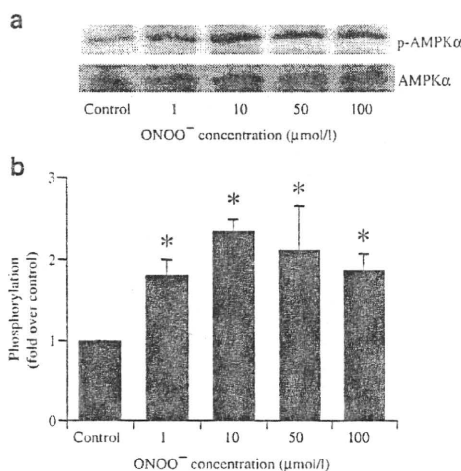 a
p-AMPKα
AMPKα
Control 1 10 50 100
ONOO⁻ concentration (μmol/l)
b
3
2
1
0
Phosphorylation
(fold over control)
* * * *
Control 1 10 50 100
ONOO⁻ concentration (μmol/l)